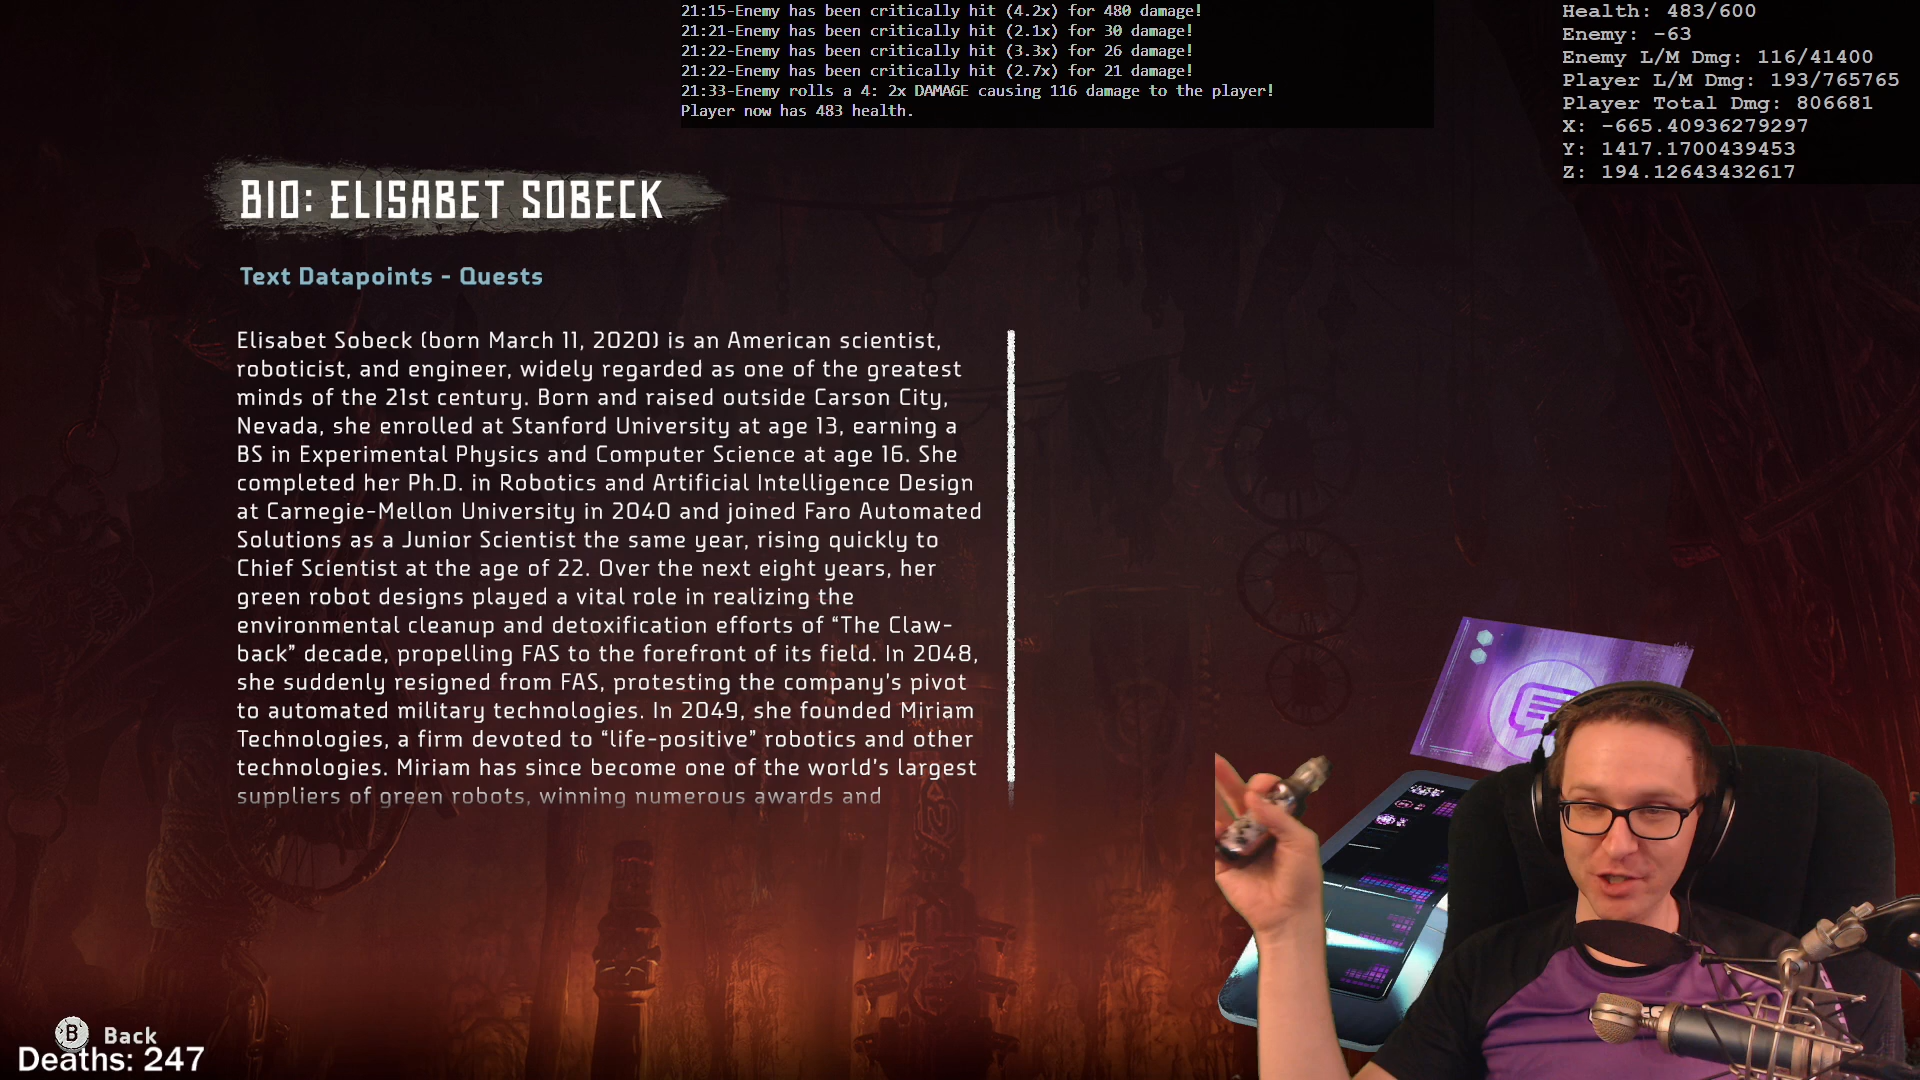 21:15-Enemy has been critically hit (4.2x) for 480 damage!
21:21-Enemy has been critically hit (2.1x) for 30 damage!
21:22-Enemy has been critically hit (3.3x) for 26 damage!
21:22-Enemy has been critically hit (2.7x) for 21 damage!
21:33-Enemy rolls a 4: 2x DAMAGE causing 116 damage to the player!
Player now has 483 health.
Health: 483/600
Enemy: -63
Enemy L/M Dmg: 116/41400
Player L/M Dmg: 193/765765
Player Total Dmg: 806681
X: -665.40936279297
Y: 1417.1700439453
Z: 194.12643432617
BIO: ELISABET SOBECK
Text Datapoints - Quests
Elisabet Sobeck (born March 11, 2020) is an American scientist,
roboticist, and engineer, widely regarded as one of the greatest
minds of the 21st century. Born and raised outside Carson City,
Nevada, she enrolled at Stanford University at age 13, earning a
BS in Experimental Physics and Computer Science at age 16. She
completed her Ph.D. in Robotics and Artificial Intelligence Design
at Carnegie-Mellon University in 2040 and joined Faro Automated
Solutions as a Junior Scientist the same year, rising quickly to
Chief Scientist at the age of 22. Over the next eight years, her
green robot designs played a vital role in realizing the
environmental cleanup and detoxification efforts of “The Claw-
back” decade, propelling FAS to the forefront of its field. In 2048,
she suddenly resigned from FAS, protesting the company's pivot
to automated military technologies. In 2049, she founded Miriam
Technologies, a firm devoted to “life-positive” robotics and other
technologies. Miriam has since become one of the world's largest
suppliers of green robots, winning numerous awards and
B Back
Deaths: 247